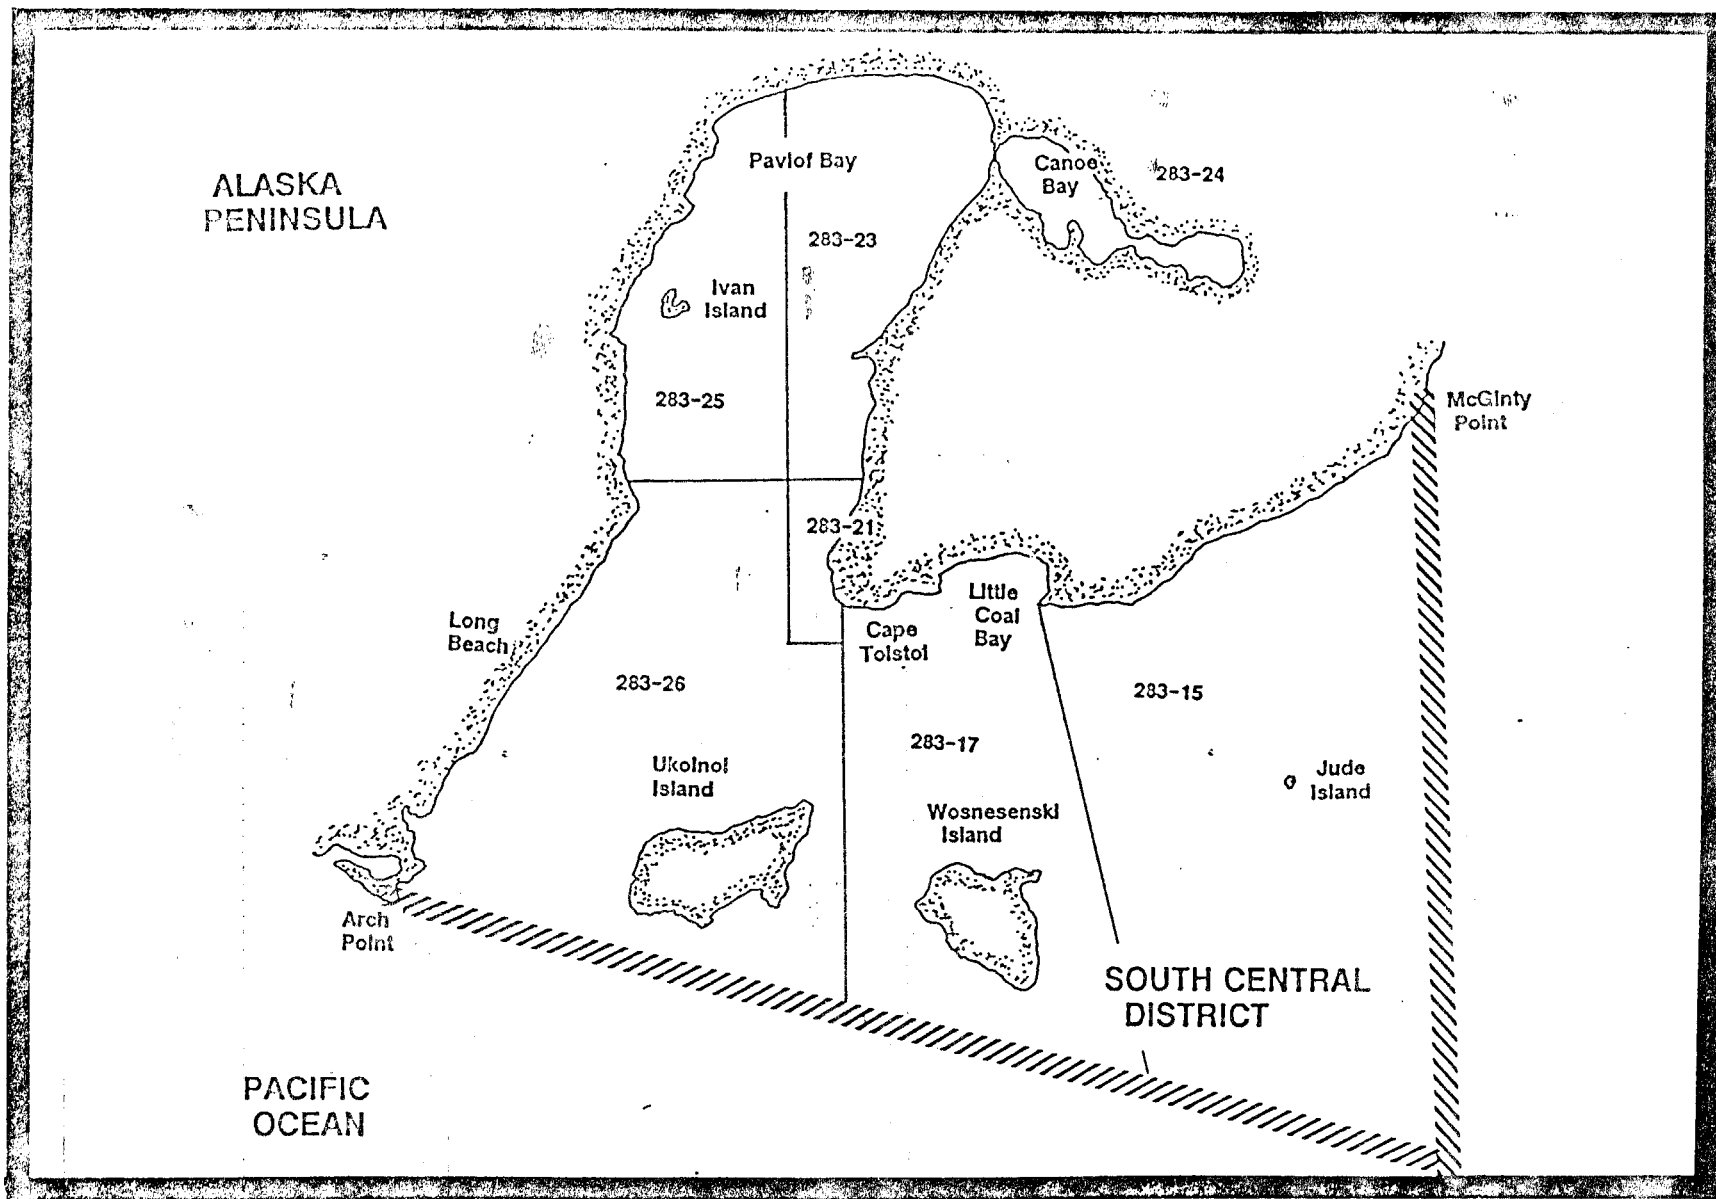 ALASKA
PENINSULA
Pavlof Bay
Canoe
Bay
283-24
283-23
Ivan
Island
283-25
McGinty
Point
283-21
Long
Beach
Cape
Tolstoi
Little
Coal
Bay
283-26
283-15
283-17
Ukolnoi
Island
Jude
Island
Wosnesenski
Island
Arch
Point
SOUTH CENTRAL
DISTRICT
PACIFIC
OCEAN